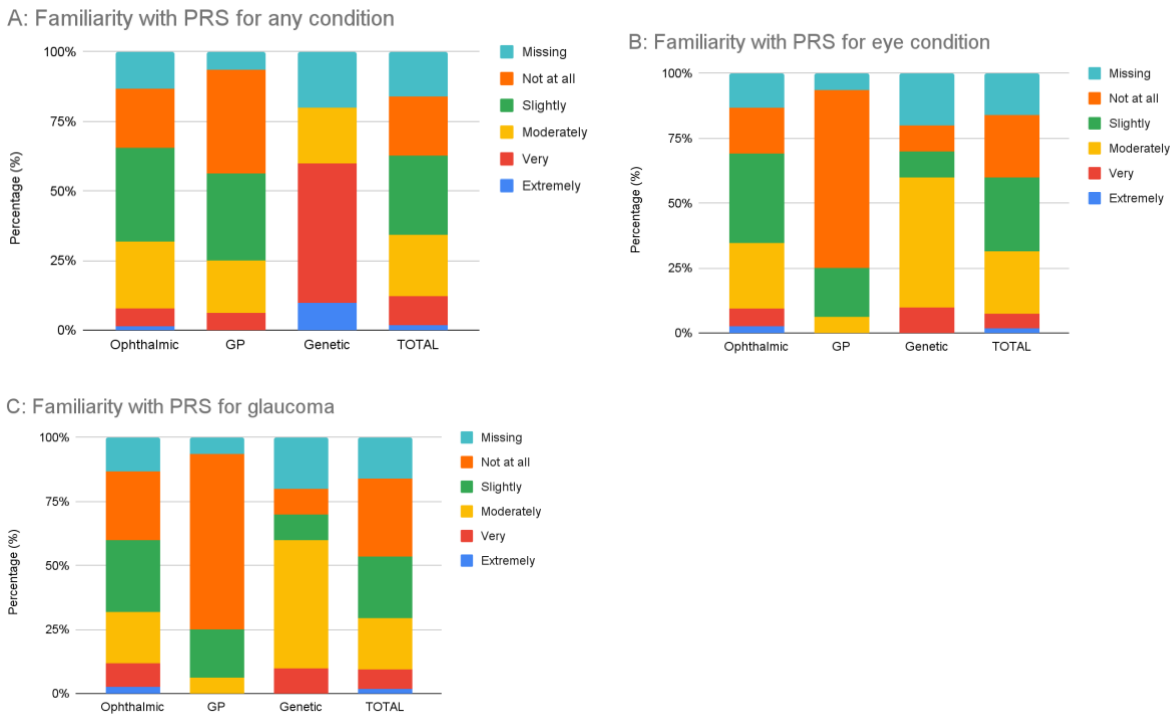 A: Familiarity with PRS for any condition
100%
75%
50%
25%
0%
Percentage (%)
Ophthalmic
GP
Genetic
TOTAL
Missing
Not at all
Slightly
Moderately
Very
Extremely
B: Familiarity with PRS for eye condition
100%
75%
50%
25%
0%
Percentage (%)
Ophthalmic
GP
Genetic
TOTAL
Missing
Not at all
Slightly
Moderately
Very
Extremely
C: Familiarity with PRS for glaucoma
100%
75%
50%
25%
0%
Percentage (%)
Ophthalmic
GP
Genetic
TOTAL
Missing
Not at all
Slightly
Moderately
Very
Extremely